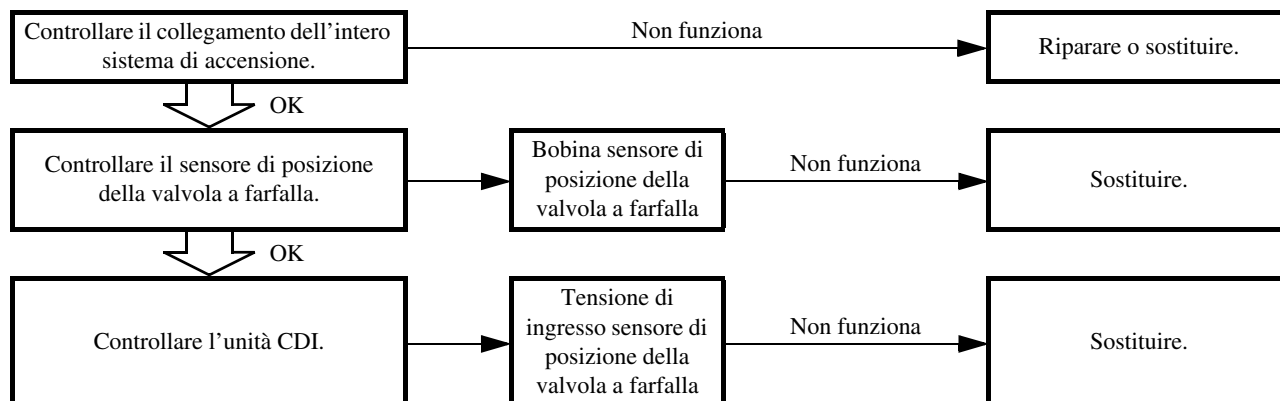 Controllare il collegamento dell'intero
sistema di accensione.
Non funziona
Riparare o sostituire.
OK
Controllare il sensore di posizione
della valvola a farfalla.
Bobina sensore di
posizione della
valvola a farfalla
Non funziona
Sostituire.
OK
Controllare l'unità CDI.
Tensione di
ingresso sensore di
posizione della
valvola a farfalla
Non funziona
Sostituire.